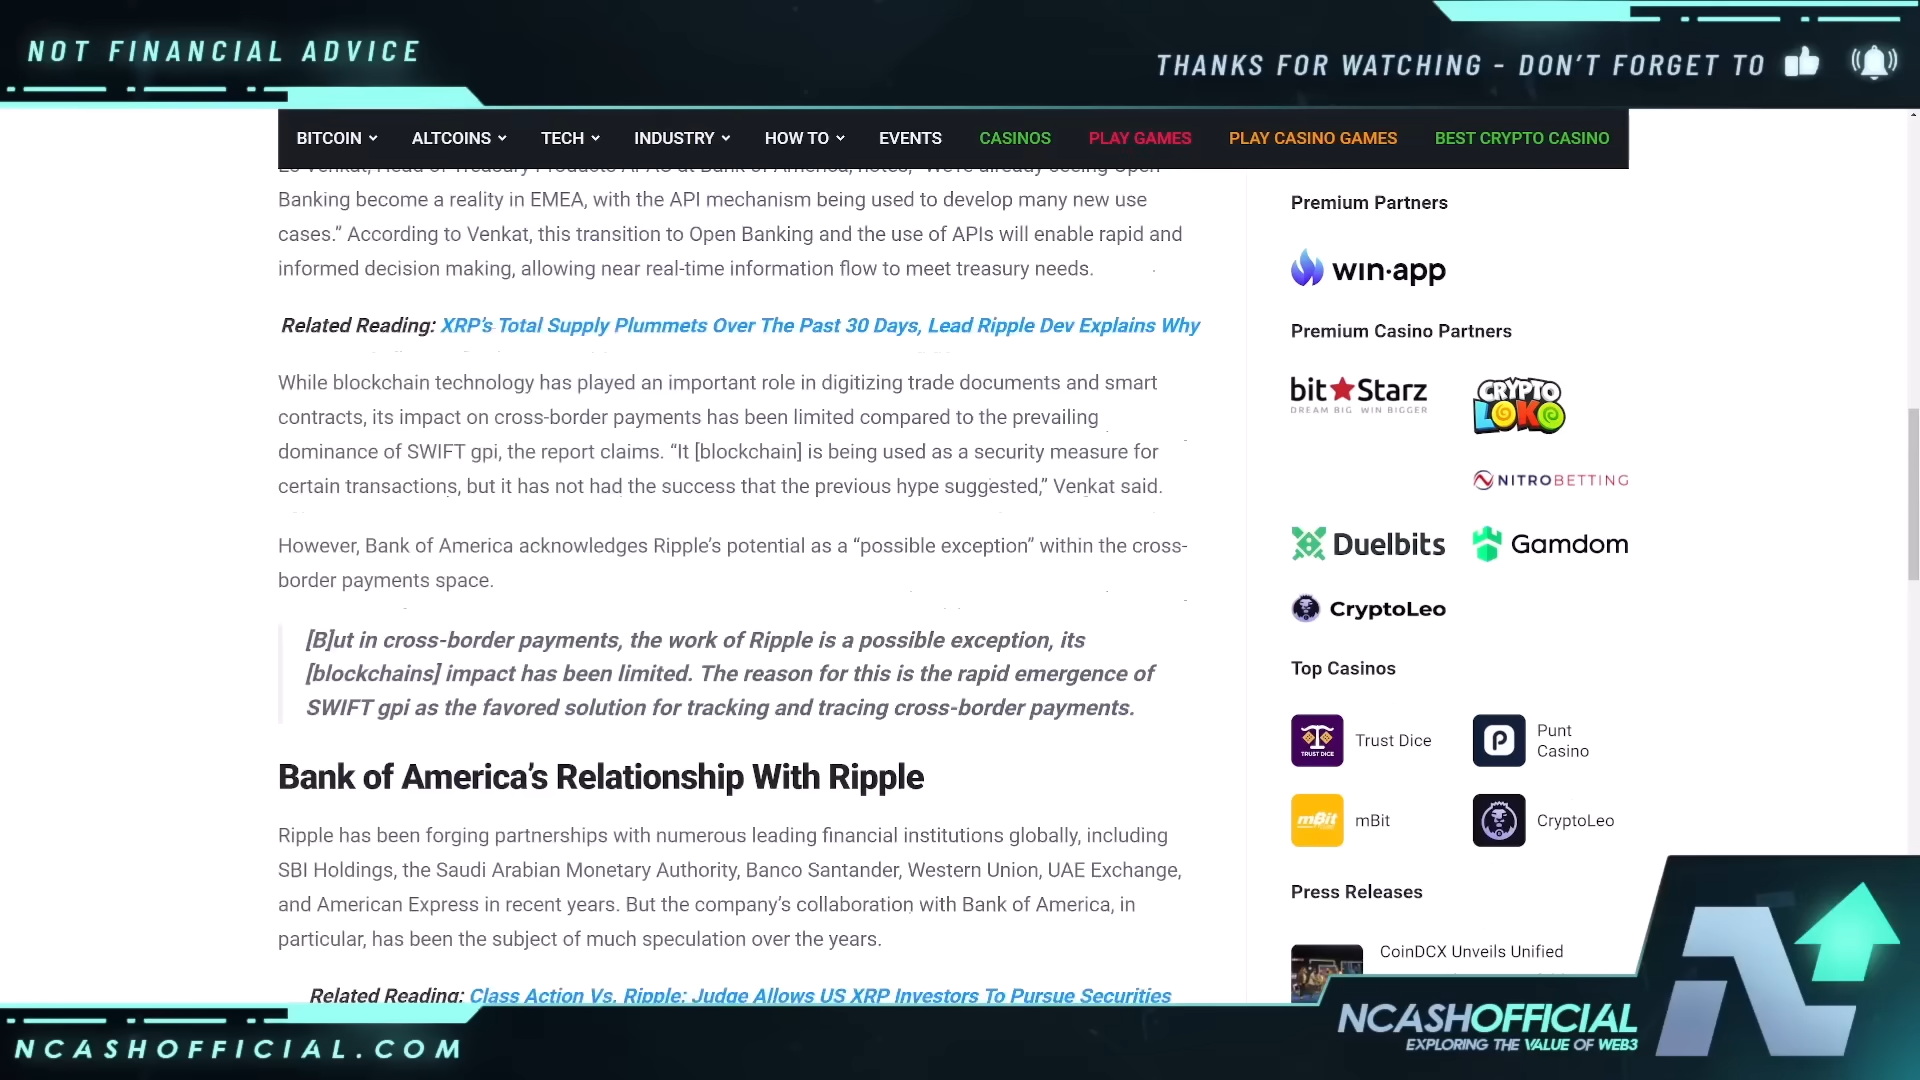 NOT FINANCIAL ADVICE
THANKS FOR WATCHING - DON'T FORGET TO
BITCOIN ALTCOINS TECH INDUSTRY HOW TO EVENTS CASINOS PLAY GAMES PLAY CASINO GAMES BEST CRYPTO CASINO
Banking become a reality in EMEA, with the API mechanism being used to develop many new use
cases.” According to Venkat, this transition to Open Banking and the use of APIs will enable rapid and
informed decision making, allowing near real-time information flow to meet treasury needs.
Related Reading: XRP’s Total Supply Plummets Over The Past 30 Days, Lead Ripple Dev Explains Why
While blockchain technology has played an important role in digitizing trade documents and smart
contracts, its impact on cross-border payments has been limited compared to the prevailing
dominance of SWIFT gpi, the report claims. “It [blockchain] is being used as a security measure for
certain transactions, but it has not had the success that the previous hype suggested,” Venkat said.
However, Bank of America acknowledges Ripple’s potential as a “possible exception” within the cross-
border payments space.
[B]ut in cross-border payments, the work of Ripple is a possible exception, its
[blockchains] impact has been limited. The reason for this is the rapid emergence of
SWIFT gpi as the favored solution for tracking and tracing cross-border payments.
Bank of America’s Relationship With Ripple
Ripple has been forging partnerships with numerous leading financial institutions globally, including
SBI Holdings, the Saudi Arabian Monetary Authority, Banco Santander, Western Union, UAE Exchange,
and American Express in recent years. But the company’s collaboration with Bank of America, in
particular, has been the subject of much speculation over the years.
Related Reading: Class Action Vs. Ripple: Judge Allows US XRP Investors To Pursue Securities
Premium Partners
win·app
Premium Casino Partners
bitStarz
DREAM BIG WIN BIGGER
CRYPTO
LOKO
NITROBETTING
Duelbits
Gamdom
CryptoLeo
Top Casinos
TRUST DICE
Trust Dice
P
Punt
Casino
mBit
mBit
CryptoLeo
Press Releases
CoinDCX Unveils Unified
NCASHOFFICIAL
EXPLORING THE VALUE OF WEB3
NCASHOFFICIAL.COM